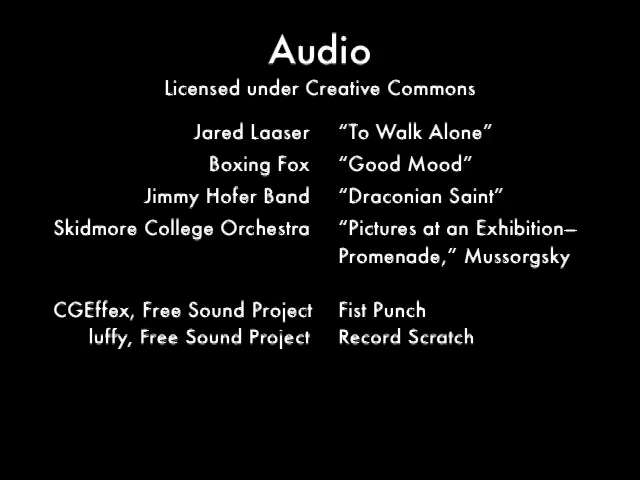 Audio
Licensed under Creative Commons
Jared Laaser “To Walk Alone”
Boxing Fox “Good Mood”
Jimmy Hofer Band “Draconian Saint”
Skidmore College Orchestra “Pictures at an Exhibition—
Promenade,” Mussorgsky
CGEffex, Free Sound Project Fist Punch
luffy, Free Sound Project Record Scratch